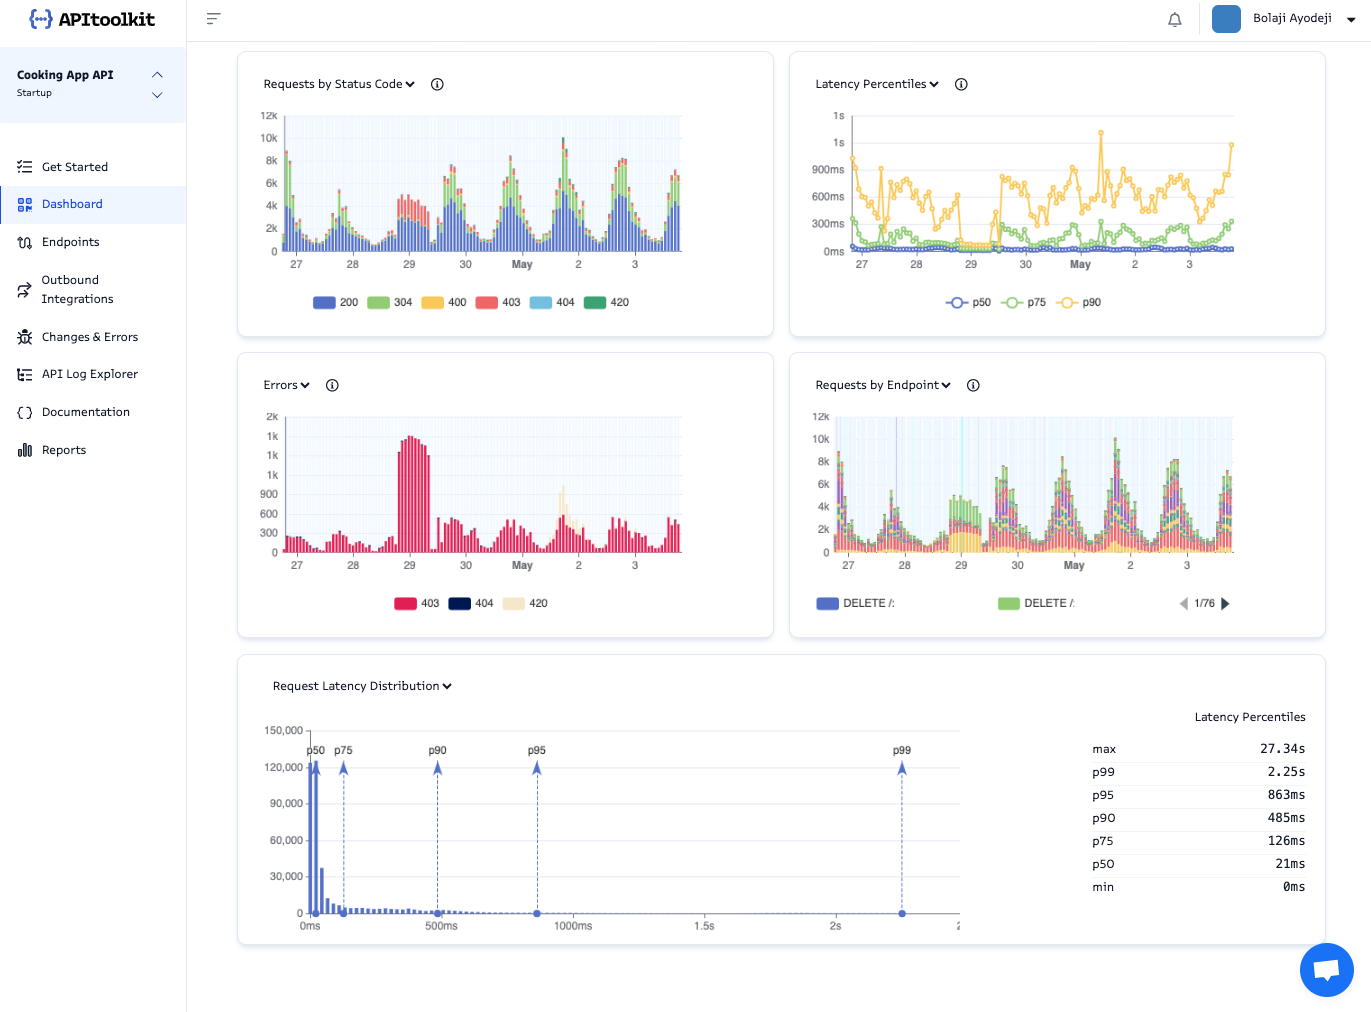 APItoolkit
Bolaji Ayodeji
Cooking App API
Startup
Get Started
Dashboard
Endpoints
Outbound
Integrations
Changes & Errors
API Log Explorer
Documentation
Reports
Requests by Status Code
12k
10k
8k
6k
4k
2k
0
27 28 29 30 May 2 3
200 304 400 403 404 420
Latency Percentiles
1s
1s
900ms
600ms
300ms
0ms
27 28 29 30 May 2 3
p50 p75 p90
Errors
2k
1k
1k
1k
900
600
300
0
27 28 29 30 May 2 3
403 404 420
Requests by Endpoint
12k
10k
8k
6k
4k
2k
0
27 28 29 30 May 2 3
DELETE /: DELETE /: 1/76
Request Latency Distribution
150,000
120,000
90,000
60,000
30,000
0
p50 p75 p90 p95 p99
0ms 500ms 1000ms 1.5s 2s
Latency Percentiles
max 27.34s
p99 2.25s
p95 863ms
p90 485ms
p75 126ms
p50 21ms
min 0ms